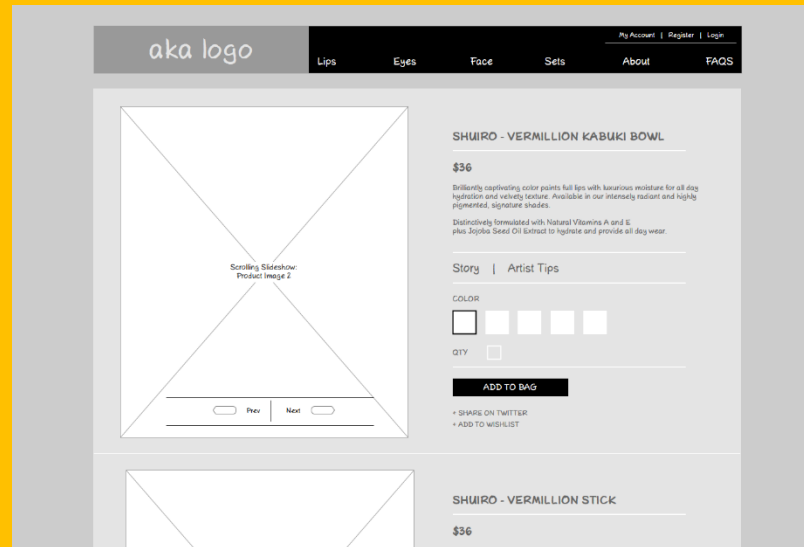 aka logo
My Account | Register | Login
Lips Eyes Face Sets About FAQS
Scrolling Slideshow:
Product Image 2
Prev Next
SHUIRO - VERMILLION KABUKI BOWL
$36
Brilliantly captivating color paints full lips with luxurious moisture for all day
hydration and velvety texture. Available in our intensely radiant and highly
pigmented, signature shades.
Distinctively formulated with Natural Vitamins A and E
plus Jojoba Seed Oil Extract to hydrate and provide all day wear.
Story | Artist Tips
COLOR
QTY
ADD TO BAG
+ SHARE ON TWITTER
+ ADD TO WISHLIST
SHUIRO - VERMILLION STICK
$36